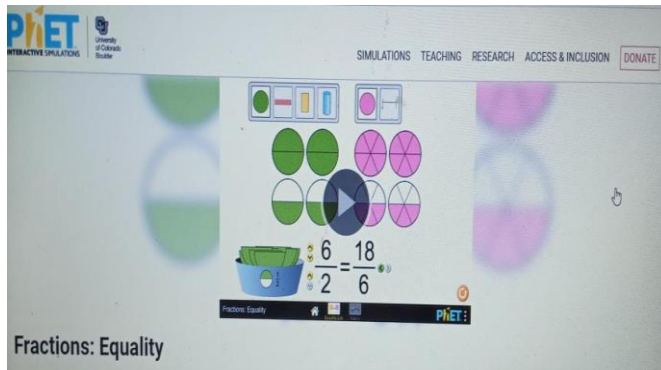 PhET
INTERACTIVE SIMULATIONS
University
of Colorado
Boulder
SIMULATIONS TEACHING RESEARCH ACCESS & INCLUSION DONATE
6 = 18
2 6
Fractions: Equality
PhET
Fractions: Equality